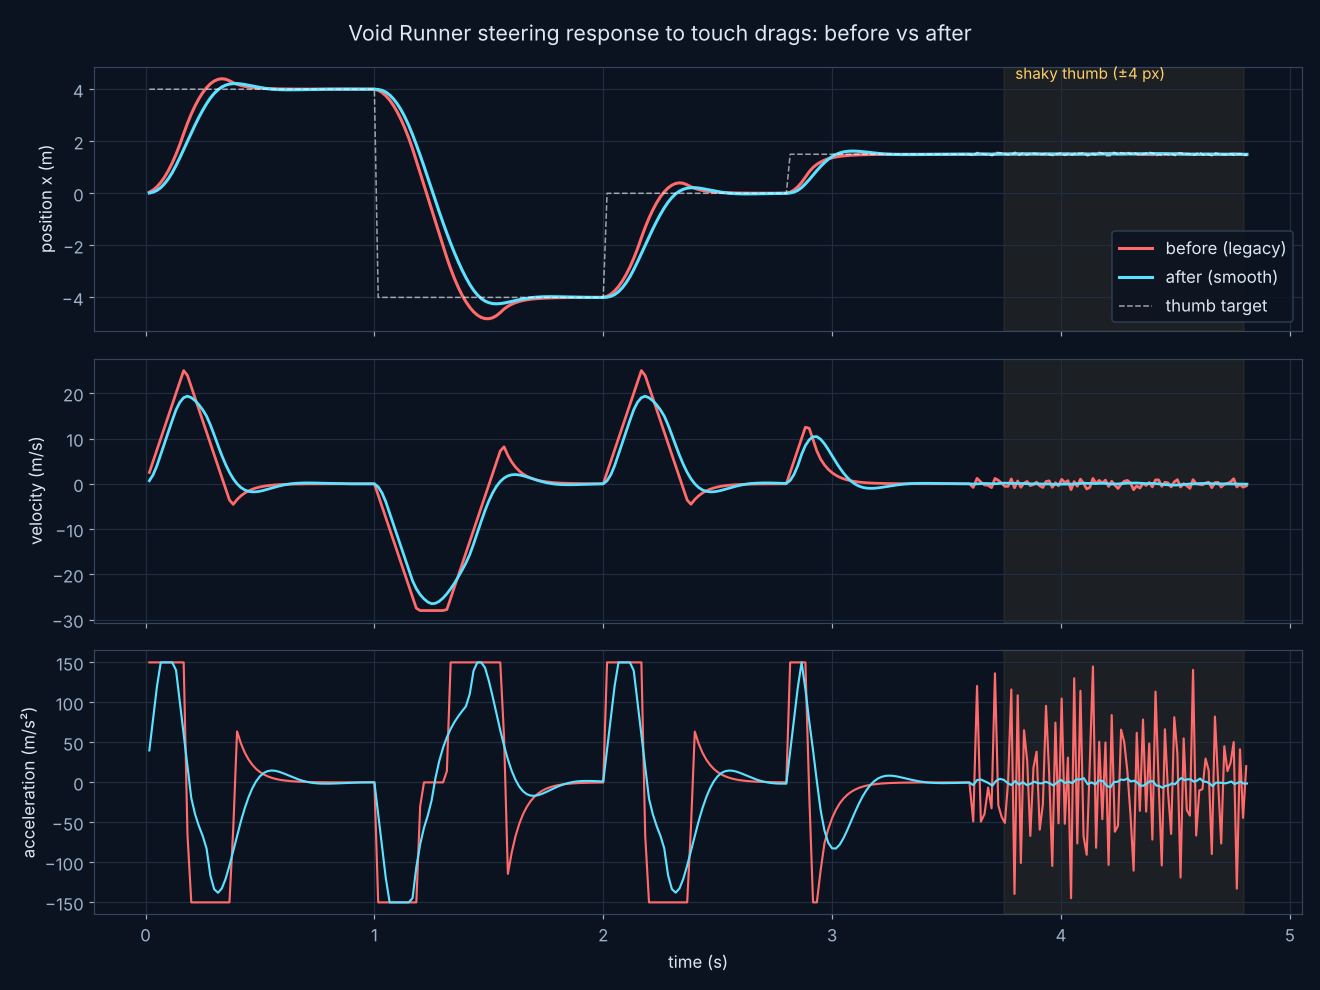 Void Runner steering response to touch drags: before vs after
shaky thumb (±4 px)
position x (m)
4
2
0
−2
−4
before (legacy)
after (smooth)
thumb target
velocity (m/s)
20
10
0
−10
−20
−30
acceleration (m/s²)
150
100
50
0
−50
−100
−150
0 1 2 3 4 5
time (s)